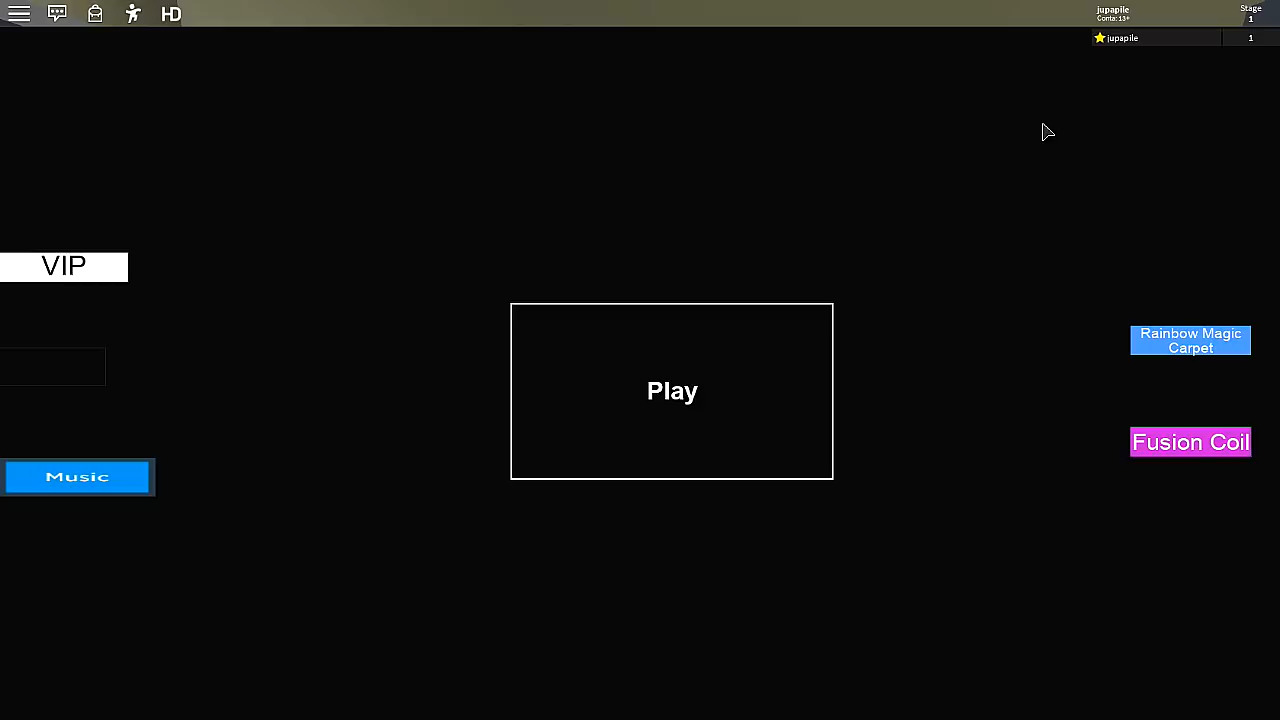 HD
jupapile
Conta: 13+
Stage
1
jupapile
1
VIP
Rainbow Magic
Carpet
Play
Fusion Coil
Music